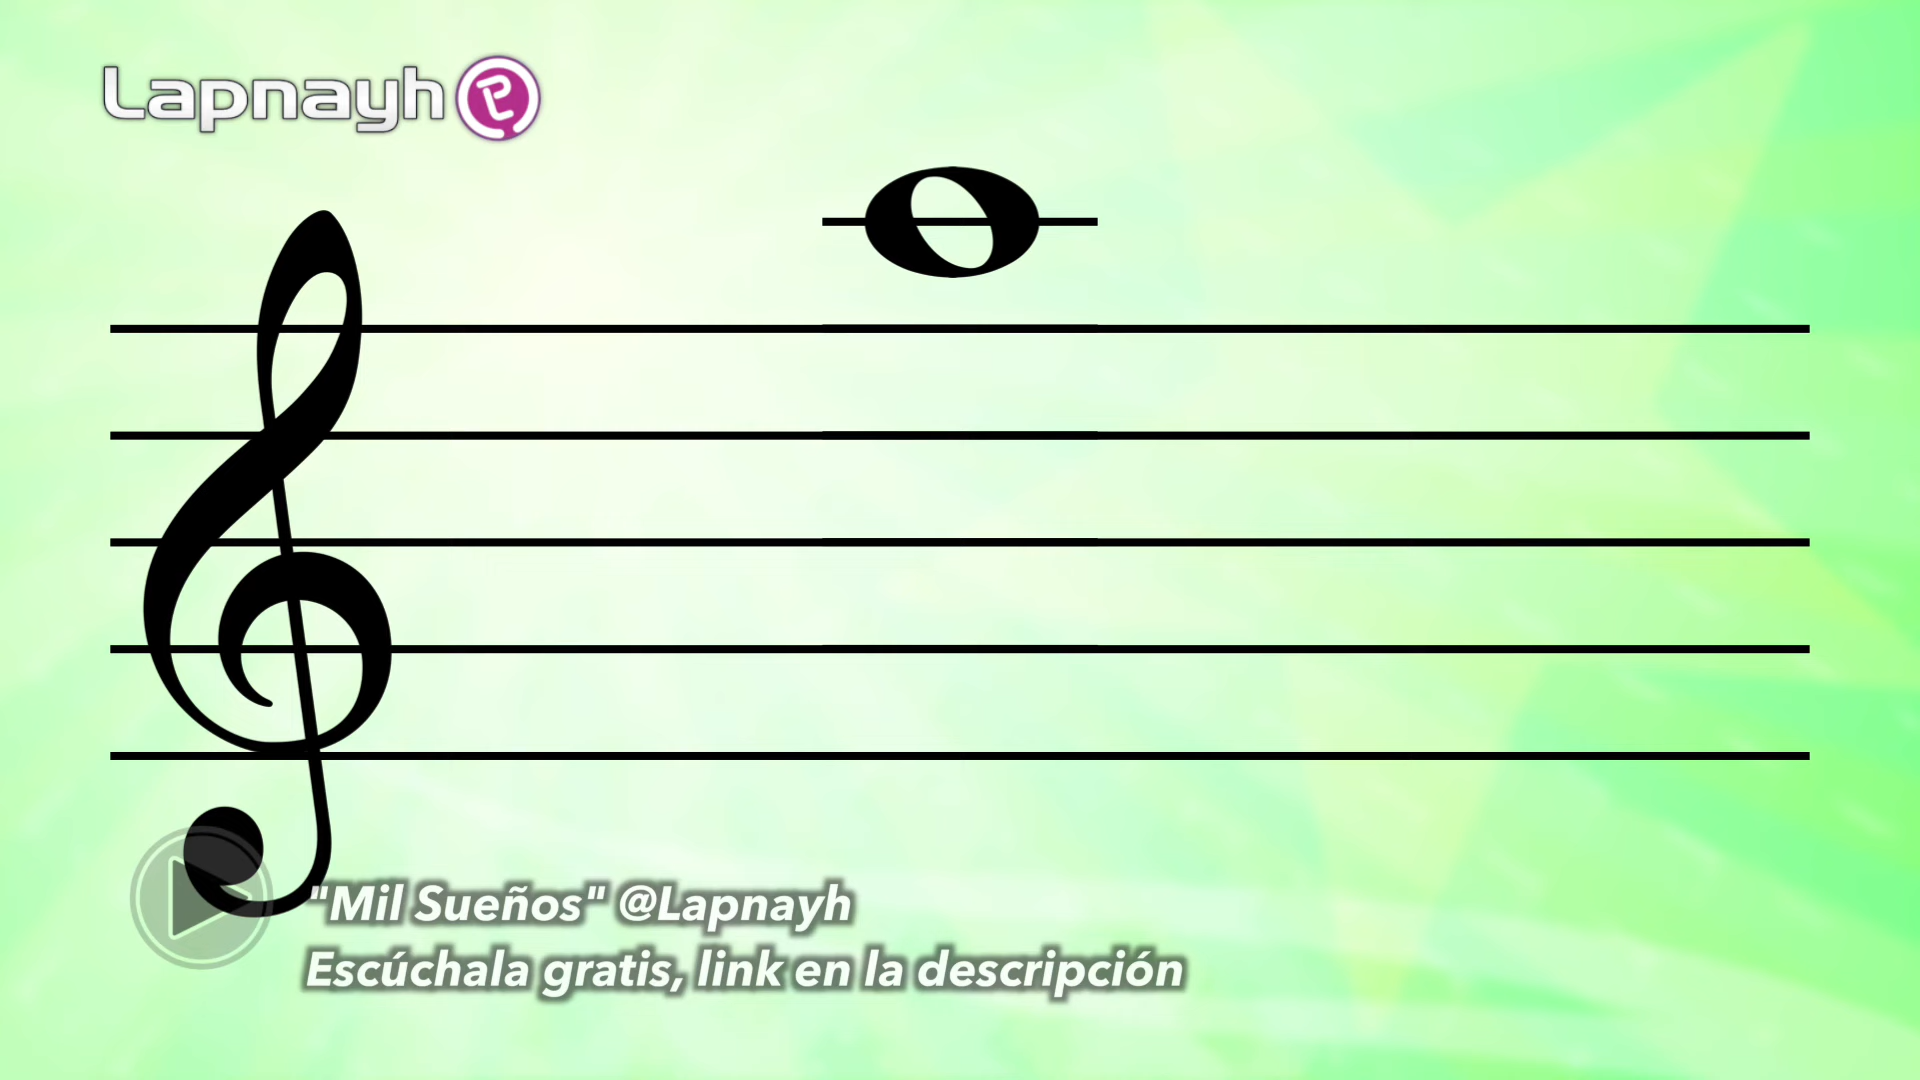 Lapnayh
"Mil Sueños" @Lapnayh
Escúchala gratis, link en la descripción